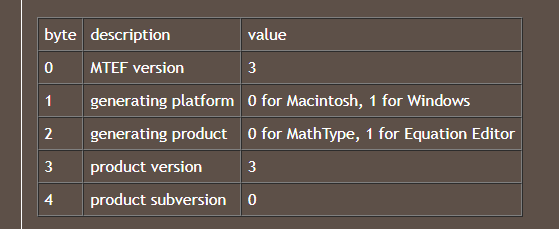 byte description value
0 MTEF version 3
1 generating platform 0 for Macintosh, 1 for Windows
2 generating product 0 for MathType, 1 for Equation Editor
3 product version 3
4 product subversion 0